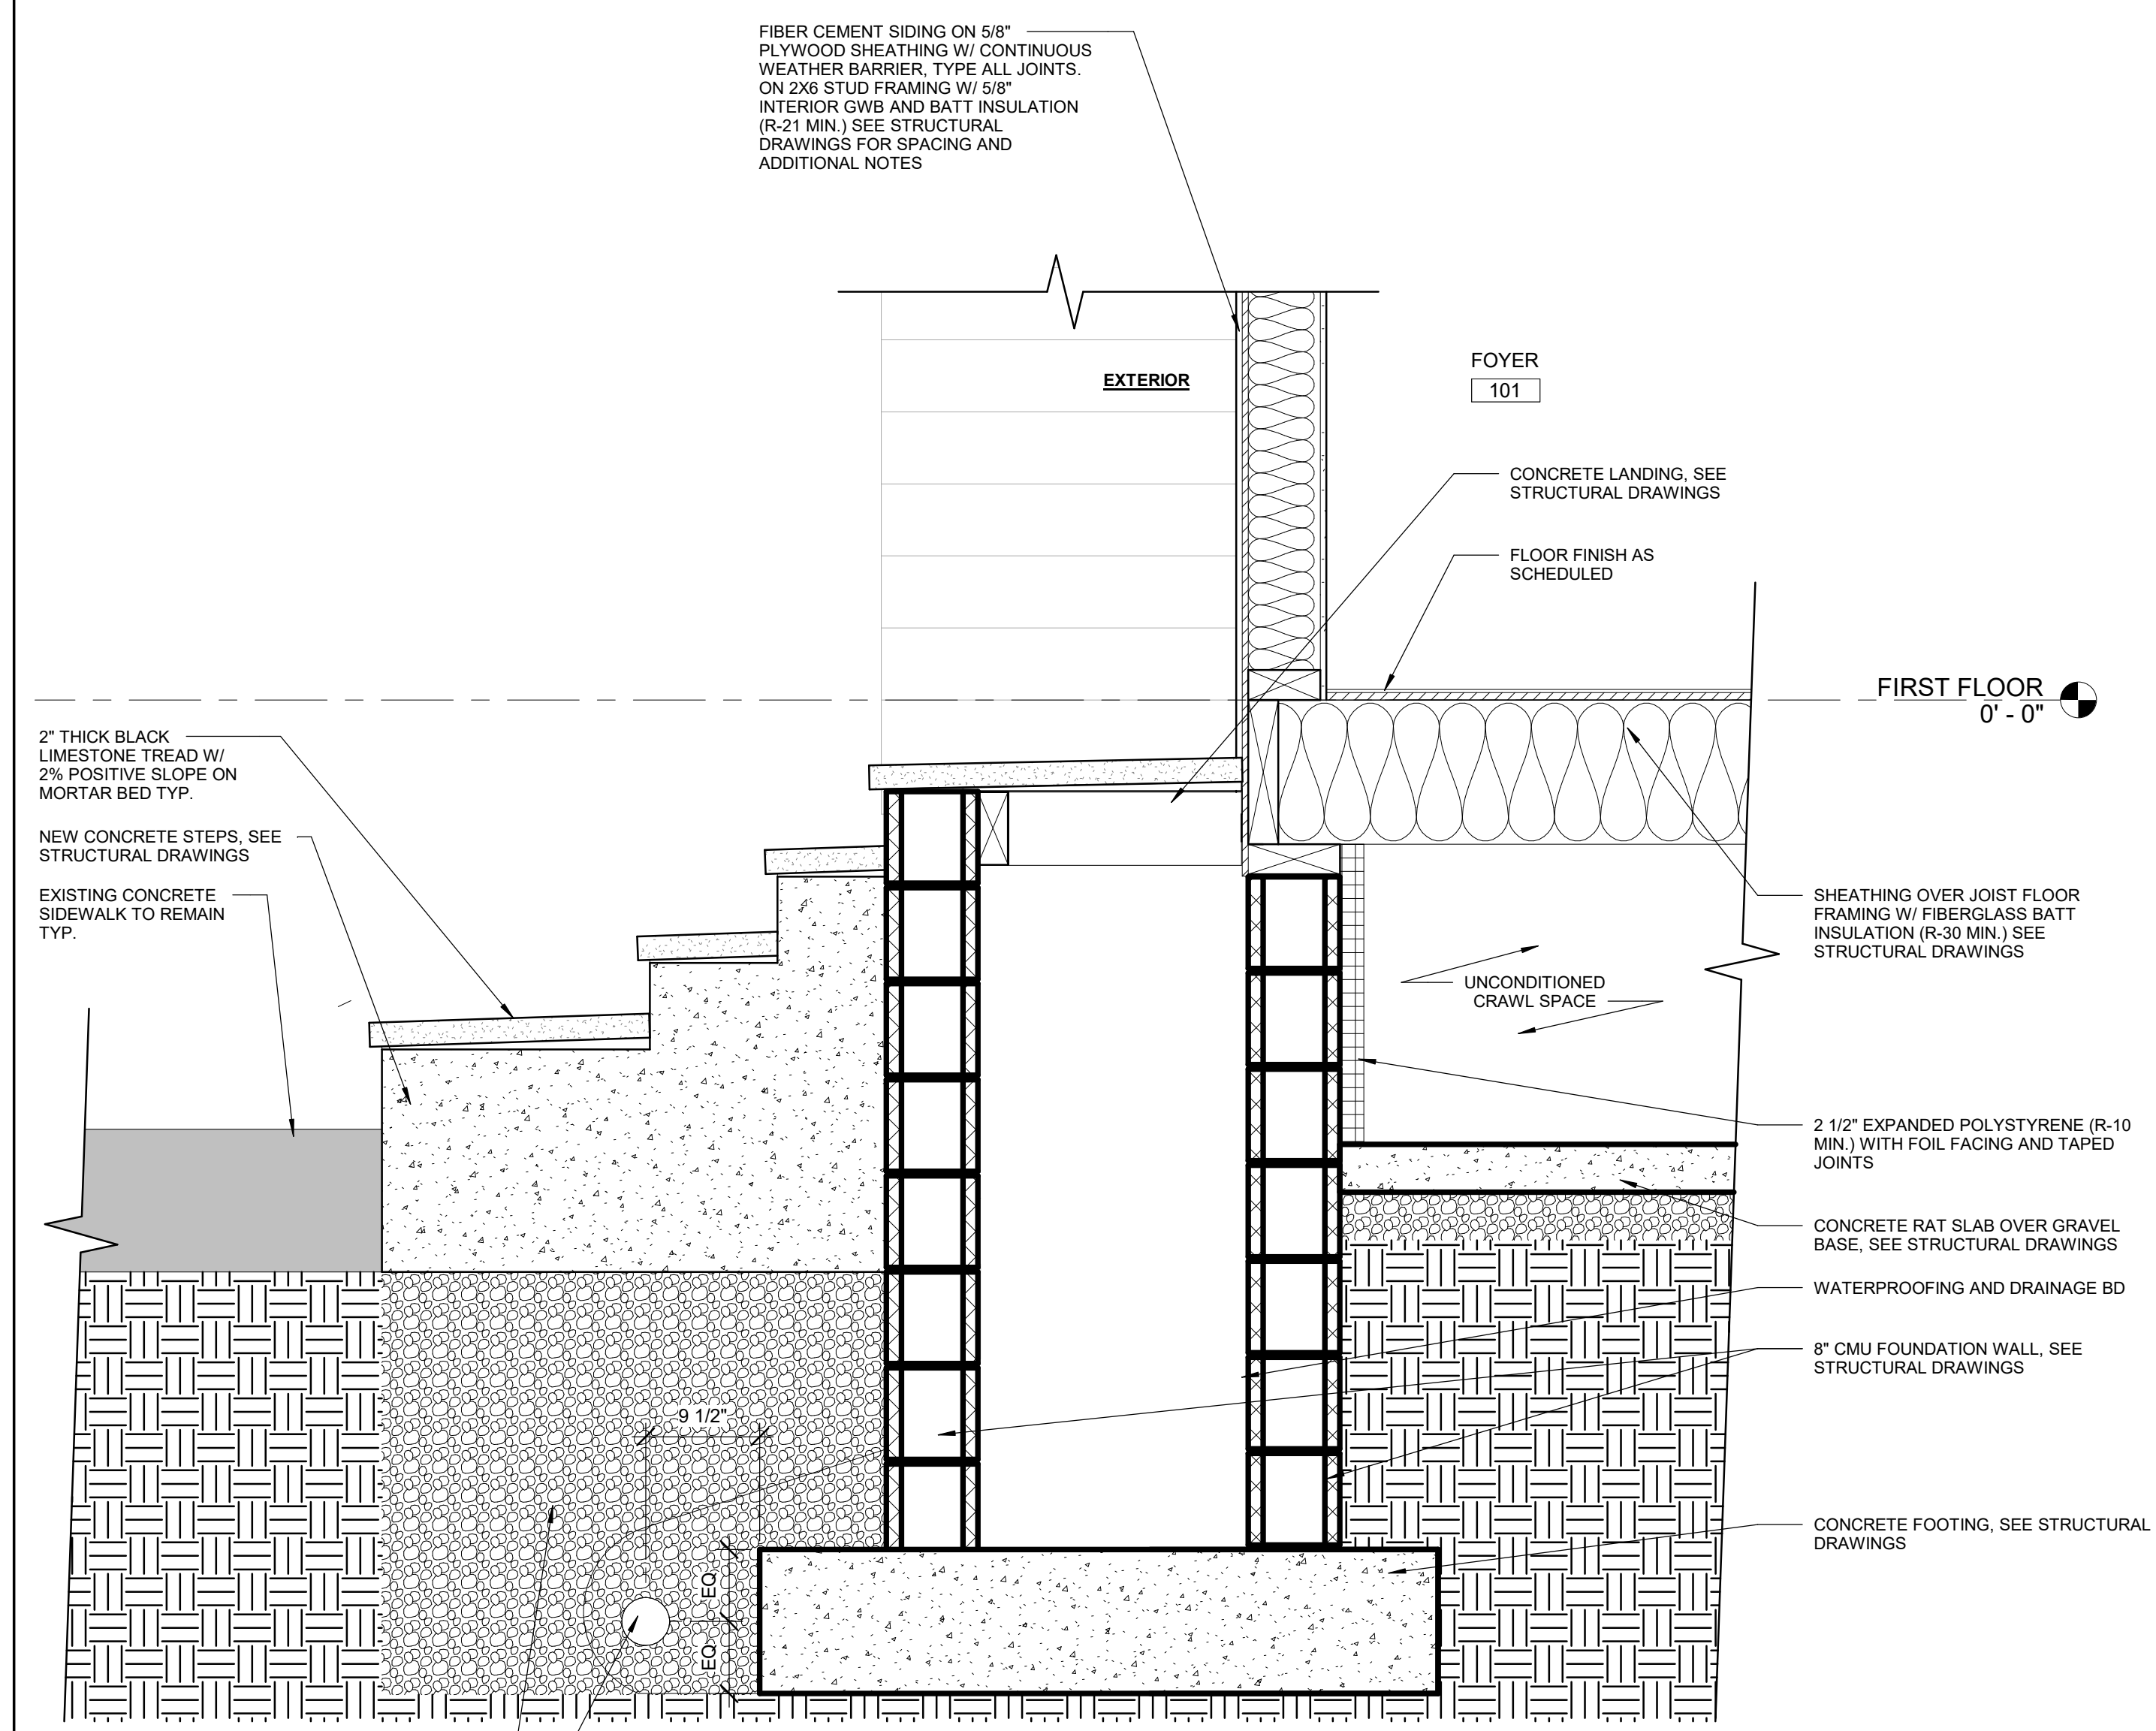 FIBER CEMENT SIDING ON 5/8"
PLYWOOD SHEATHING W/ CONTINUOUS
WEATHER BARRIER, TYPE ALL JOINTS.
ON 2X6 STUD FRAMING W/ 5/8"
INTERIOR GWB AND BATT INSULATION
(R-21 MIN.) SEE STRUCTURAL
DRAWINGS FOR SPACING AND
ADDITIONAL NOTES
EXTERIOR
FOYER
101
CONCRETE LANDING, SEE
STRUCTURAL DRAWINGS
FLOOR FINISH AS
SCHEDULED
FIRST FLOOR
0' - 0"
2" THICK BLACK
LIMESTONE TREAD W/
2% POSITIVE SLOPE ON
MORTAR BED TYP.
NEW CONCRETE STEPS, SEE
STRUCTURAL DRAWINGS
EXISTING CONCRETE
SIDEWALK TO REMAIN
TYP.
SHEATHING OVER JOIST FLOOR
FRAMING W/ FIBERGLASS BATT
INSULATION (R-30 MIN.) SEE
STRUCTURAL DRAWINGS
UNCONDITIONED
CRAWL SPACE
2 1/2" EXPANDED POLYSTYRENE (R-10
MIN.) WITH FOIL FACING AND TAPED
JOINTS
CONCRETE RAT SLAB OVER GRAVEL
BASE, SEE STRUCTURAL DRAWINGS
WATERPROOFING AND DRAINAGE BD
8" CMU FOUNDATION WALL, SEE
STRUCTURAL DRAWINGS
9 1/2"
CONCRETE FOOTING, SEE STRUCTURAL
DRAWINGS
EQ
EQ